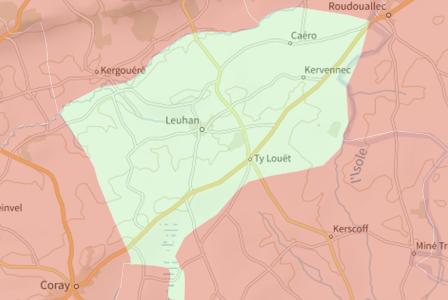 Roudouallec
Caëro
Kergouéré
Kervennec
Leuhan
Ty Louët
l'Isole
einvel
Kerscoff
Miné Tr
Coray